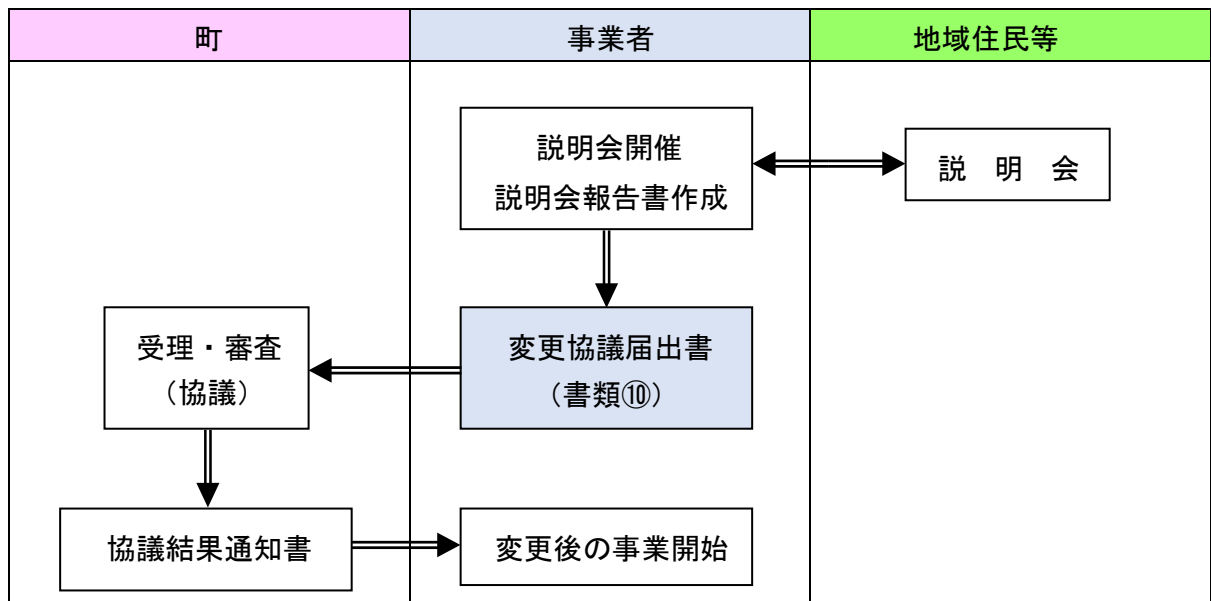 町
事業者
地域住民等
説明会開催
説明会報告書作成
説 明 会
変更協議届出書
（書類⑩）
受理・審査
（協議）
協議結果通知書
変更後の事業開始